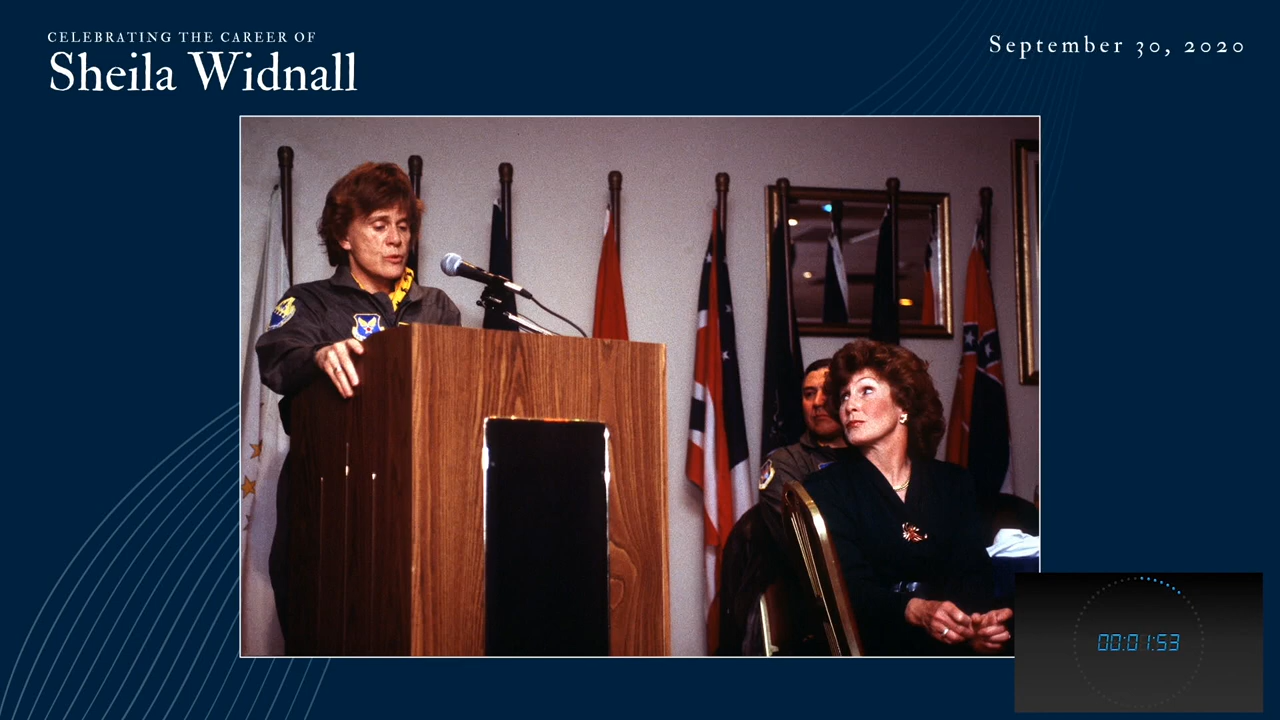 CELEBRATING THE CAREER OF
Sheila Widnall
September 30, 2020
00:01:53